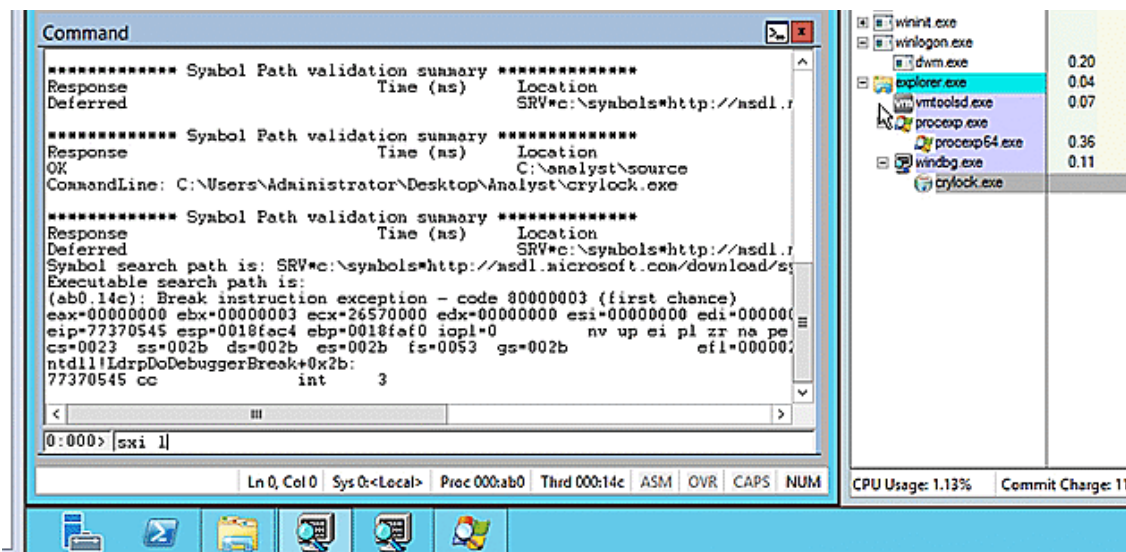 Command
************* Symbol Path validation summary **************
Response Time (ms) Location
Deferred SRV*c:\symbols*http://msdl.
************* Symbol Path validation summary **************
Response Time (ms) Location
OK C:\analyst\source
CommandLine: C:\Users\Administrator\Desktop\Analyst\crylock.exe
************* Symbol Path validation summary **************
Response Time (ms) Location
Deferred SRV*c:\symbols*http://msdl.
Symbol search path is: SRV*c:\symbols*http://msdl.microsoft.com/download/sy
Executable search path is:
(ab0.14c): Break instruction exception - code 80000003 (first chance)
eax=00000000 ebx=00000003 ecx=26570000 edx=00000000 esi=00000000 edi=000000
eip=77370545 esp=0018fac4 ebp=0018faf0 iopl=0 nv up ei pl zr na pe
cs=0023 ss=002b ds=002b es=002b fs=0053 gs=002b efl=000002
ntdll!LdrpDoDebuggerBreak+0x2b:
77370545 cc int 3
0:000> sxi l
Ln 0, Col 0 Sys 0:<Local> Proc 000:ab0 Thrd 000:14c ASM OVR CAPS NUM
wininit.exe
winlogon.exe
dwm.exe 0.20
explorer.exe 0.04
vmtoolsd.exe 0.07
procexp.exe
procexp64.exe 0.36
windbg.exe 0.11
crylock.exe
CPU Usage: 1.13% Commit Charge: 11